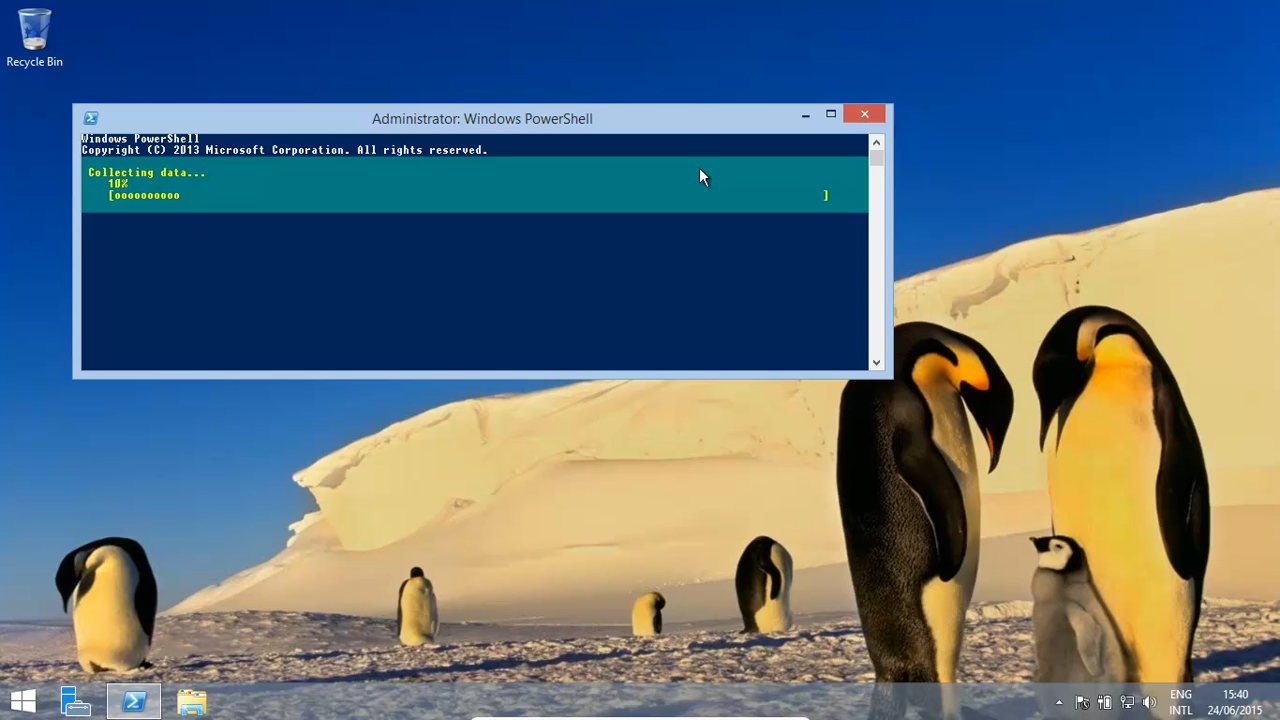 Recycle Bin
Administrator: Windows PowerShell
Windows PowerShell
Copyright (C) 2013 Microsoft Corporation. All rights reserved.
Collecting data...
10%
[oooooooooo ]
ENG
INTL
15:40
24/06/2015